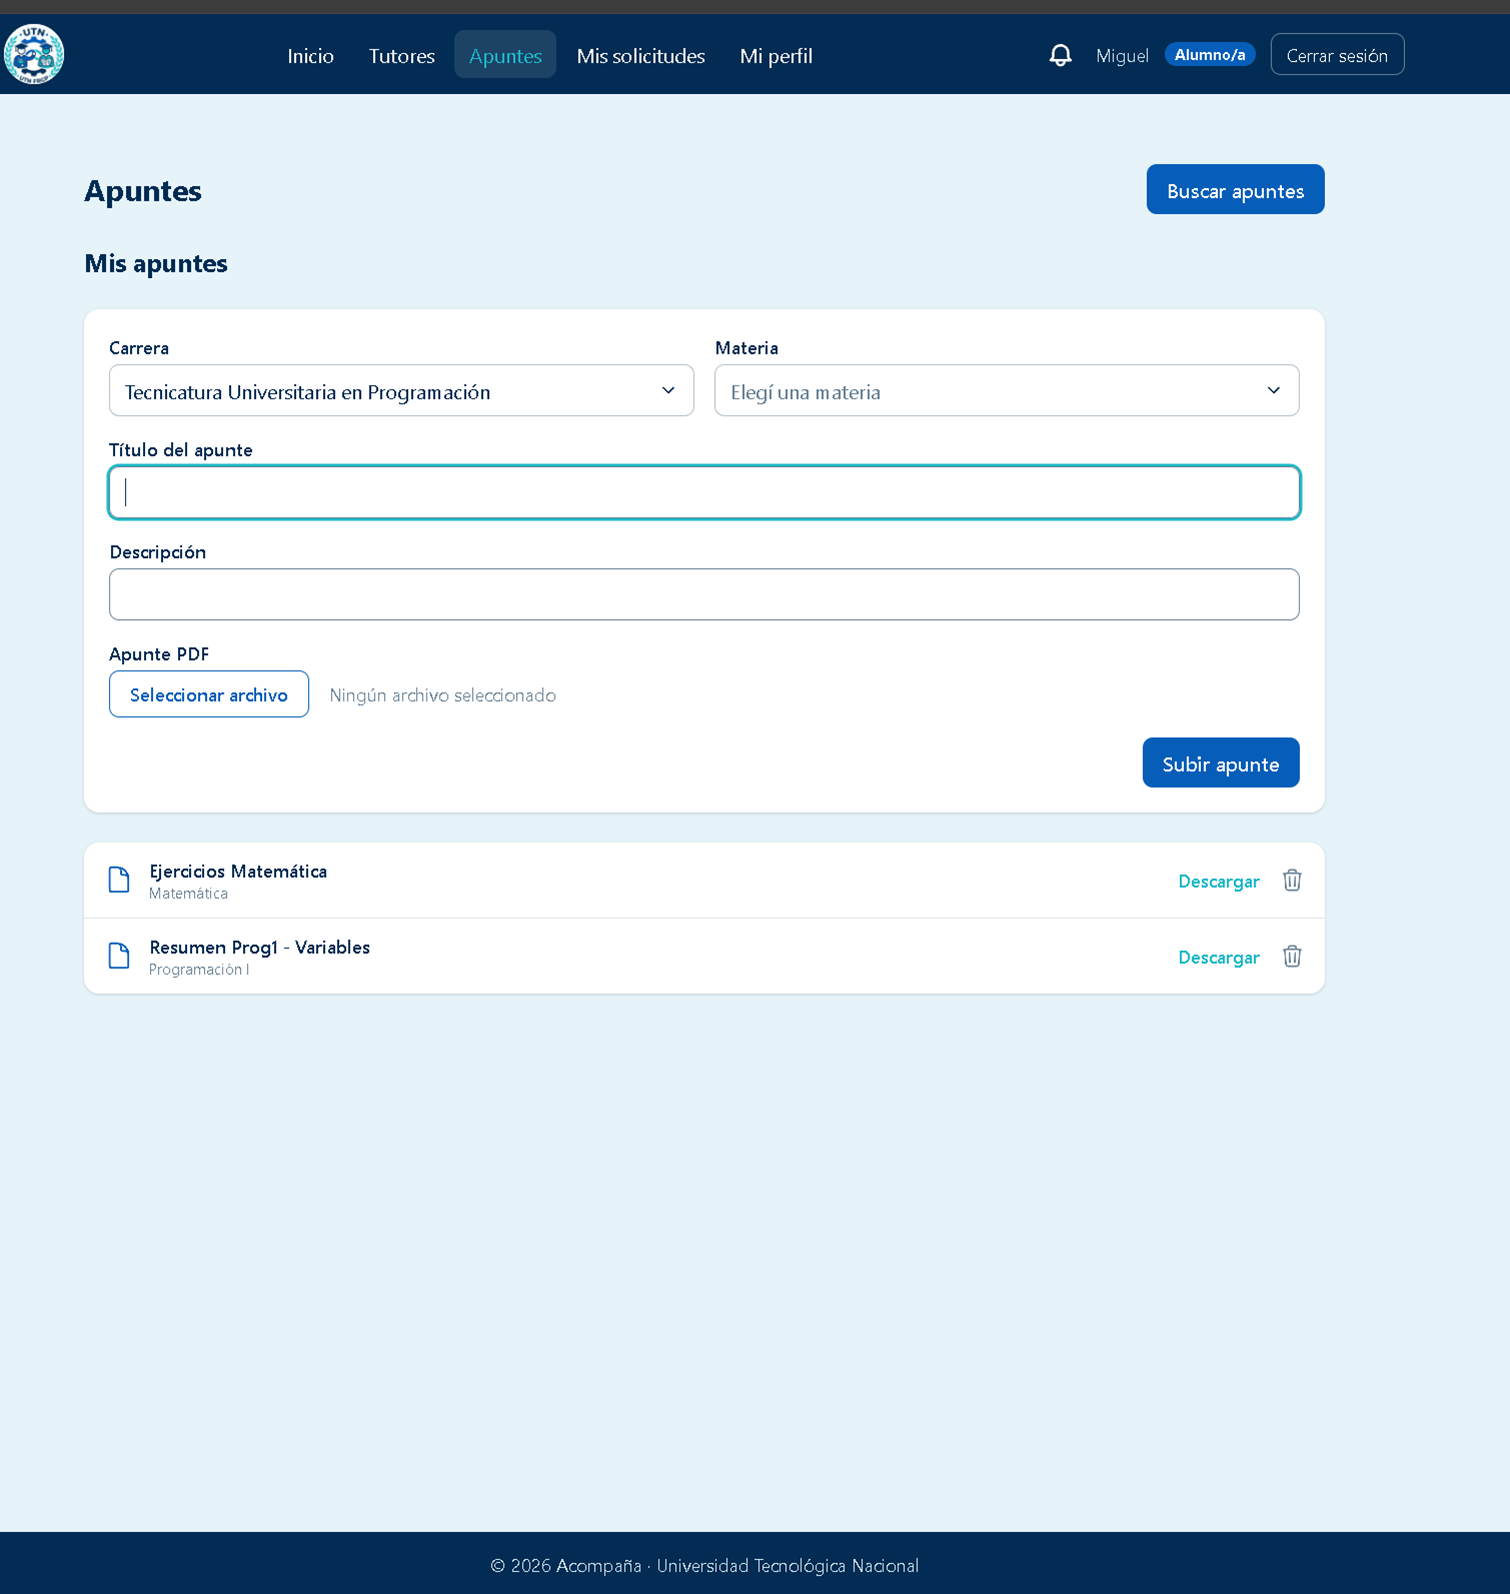 UTN
UTN FRGP
Inicio
Tutores
Apuntes
Mis solicitudes
Mi perfil
Miguel
Alumno/a
Cerrar sesión
Apuntes
Buscar apuntes
Mis apuntes
Carrera
Materia
Tecnicatura Universitaria en Programación
Elegí una materia
Título del apunte
Descripción
Apunte PDF
Seleccionar archivo
Ningún archivo seleccionado
Subir apunte
Ejercicios Matemática
Matemática
Descargar
Resumen Prog1 - Variables
Programación I
Descargar
© 2026 Acompaña · Universidad Tecnológica Nacional